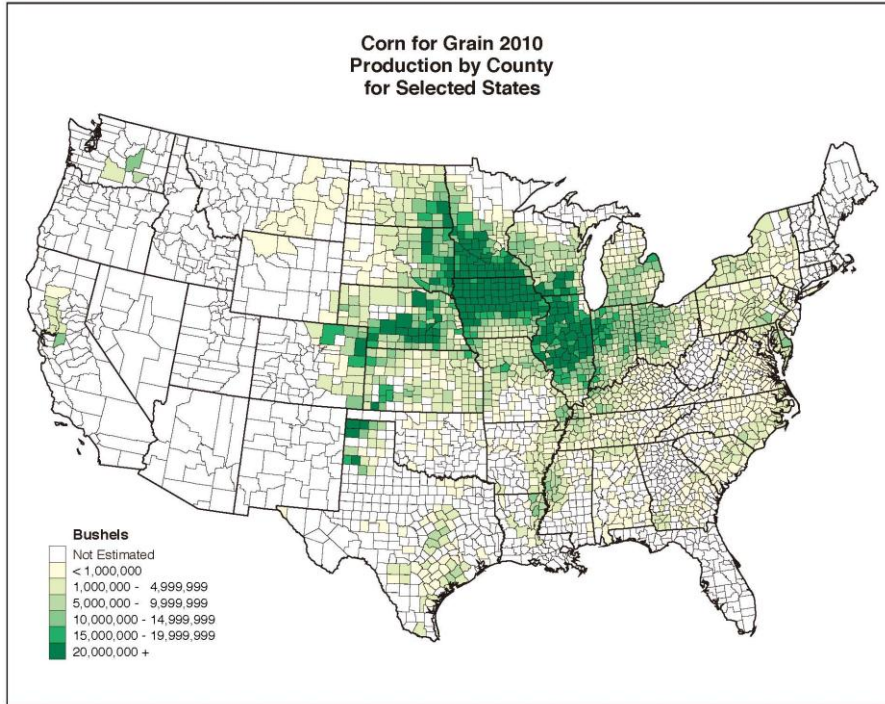 Corn for Grain 2010
Production by County
for Selected States
Bushels
Not Estimated
< 1,000,000
1,000,000 - 4,999,999
5,000,000 - 9,999,999
10,000,000 - 14,999,999
15,000,000 - 19,999,999
20,000,000 +